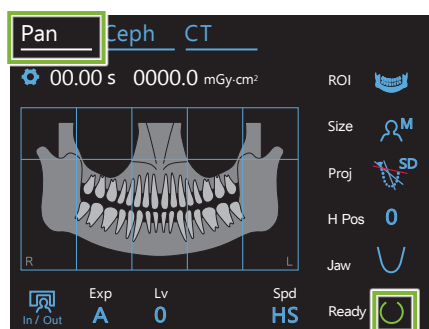 Pan Ceph CT
00.00 s 0000.0 mGy·cm²
ROI
Size M
Proj SD
H Pos 0
R L Jaw
In / Out
Exp Lv Spd
A 0 HS
Ready